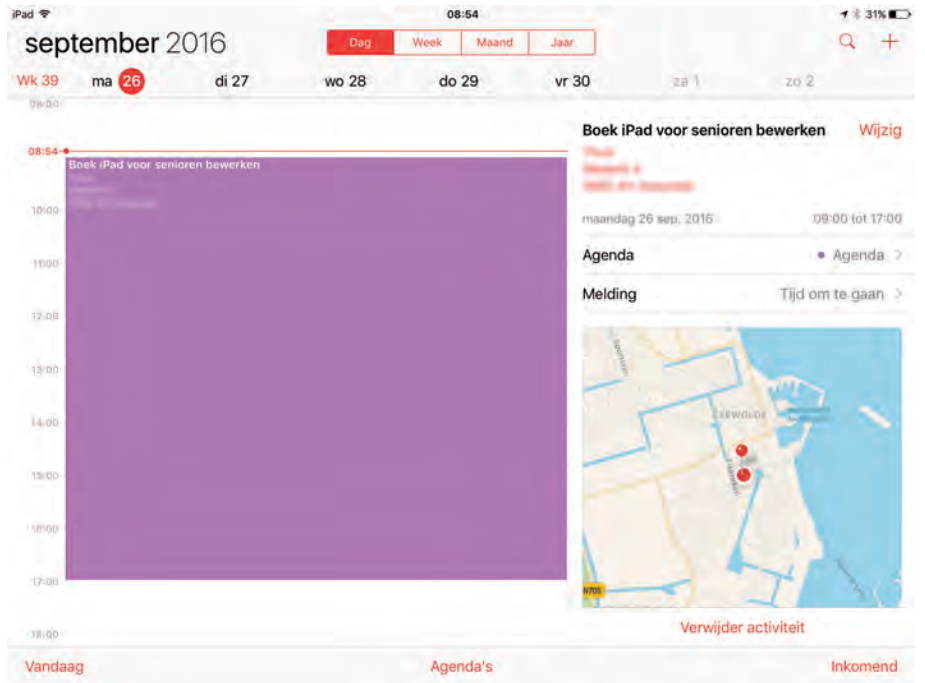 iPad 08:54 31%
september 2016 Dag Week Maand Jaar
Wk 39 ma 26 di 27 wo 28 do 29 vr 30 za 1 zo 2
08:00
08:54
Boek iPad voor senioren bewerken
10:00
11:00
12:00
13:00
14:00
15:00
16:00
17:00
18:00
Boek iPad voor senioren bewerken Wijzig
maandag 26 sep. 2016 09:00 tot 17:00
Agenda Agenda
Melding Tijd om te gaan
ZEEWOLDE
N705
Verwijder activiteit
Vandaag Agenda's Inkomend